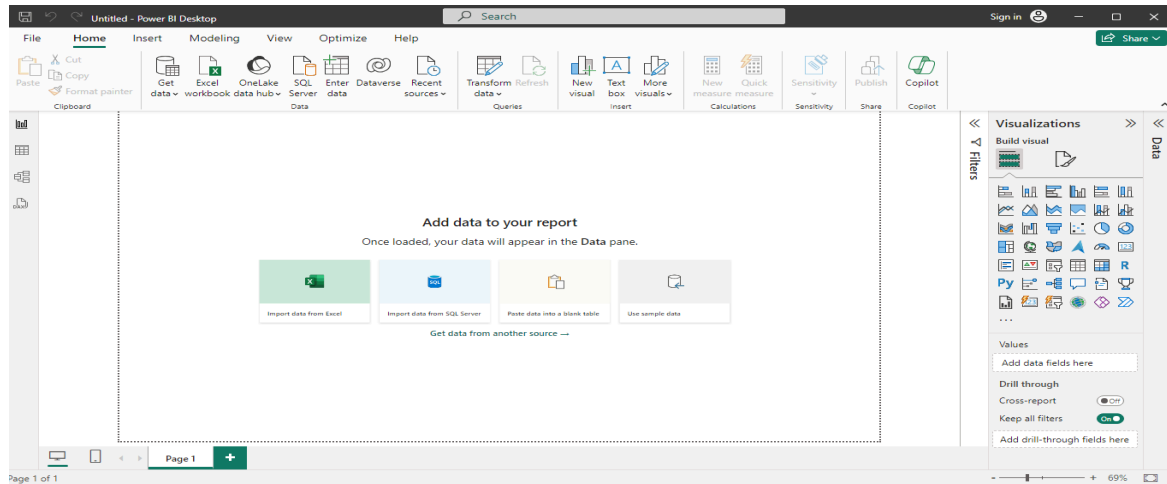 Untitled - Power BI Desktop
Search
Sign in
File Home Insert Modeling View Optimize Help
Share
Paste
Cut
Copy
Format painter
Clipboard
Get data
Excel workbook
OneLake data hub
SQL Server
Enter data
Dataverse
Recent sources
Data
Transform data
Refresh
Queries
New visual
Text box
More visuals
Insert
New measure
Quick measure
Calculations
Sensitivity
Sensitivity
Publish
Share
Copilot
Copilot
Filters
Visualizations
Build visual
Data
Add data to your report
Once loaded, your data will appear in the Data pane.
SQL
Import data from Excel
Import data from SQL Server
Paste data into a blank table
Use sample data
Get data from another source →
123
R
Py
...
Values
Add data fields here
Drill through
Cross-report Off
Keep all filters On
Add drill-through fields here
Page 1
+
Page 1 of 1
- + 69%